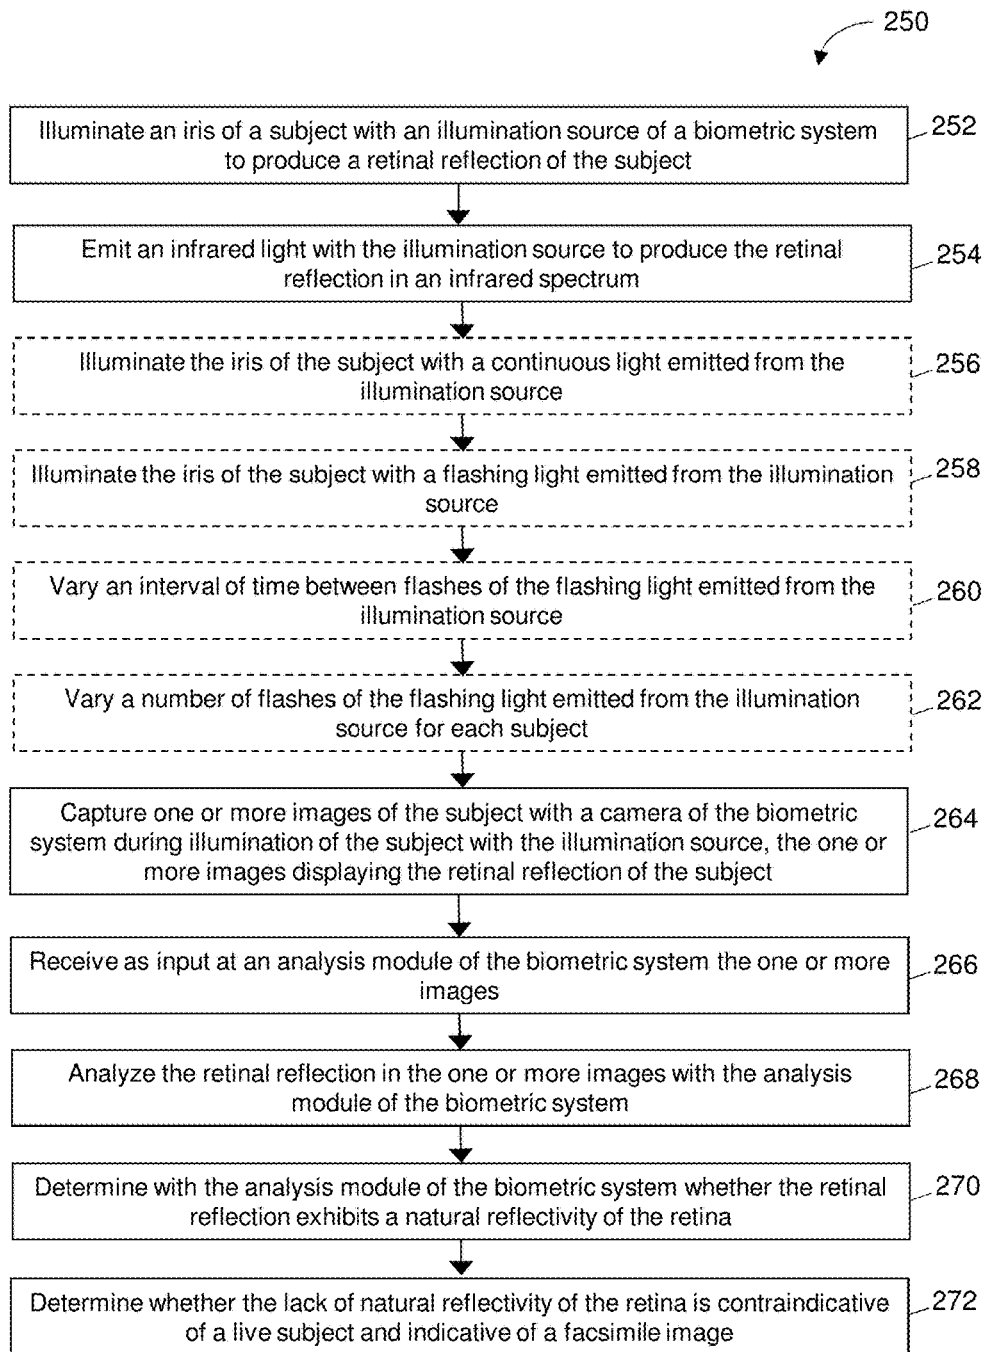 250
Illuminate an iris of a subject with an illumination source of a biometric system
to produce a retinal reflection of the subject
252
Emit an infrared light with the illumination source to produce the retinal
reflection in an infrared spectrum
254
Illuminate the iris of the subject with a continuous light emitted from the
illumination source
256
Illuminate the iris of the subject with a flashing light emitted from the illumination
source
258
Vary an interval of time between flashes of the flashing light emitted from the
illumination source
260
Vary a number of flashes of the flashing light emitted from the illumination
source for each subject
262
Capture one or more images of the subject with a camera of the biometric
system during illumination of the subject with the illumination source, the one or
more images displaying the retinal reflection of the subject
264
Receive as input at an analysis module of the biometric system the one or more
images
266
Analyze the retinal reflection in the one or more images with the analysis
module of the biometric system
268
Determine with the analysis module of the biometric system whether the retinal
reflection exhibits a natural reflectivity of the retina
270
Determine whether the lack of natural reflectivity of the retina is contraindicative
of a live subject and indicative of a facsimile image
272